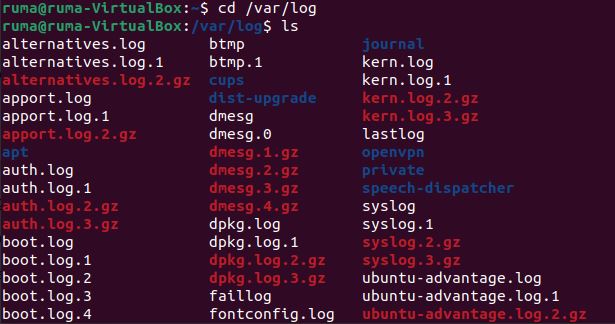 ruma@ruma-VirtualBox:~$ cd /var/log
ruma@ruma-VirtualBox:/var/log$ ls
alternatives.log btmp journal
alternatives.log.1 btmp.1 kern.log
alternatives.log.2.gz cups kern.log.1
apport.log dist-upgrade kern.log.2.gz
apport.log.1 dmesg kern.log.3.gz
apport.log.2.gz dmesg.0 lastlog
apt dmesg.1.gz openvpn
auth.log dmesg.2.gz private
auth.log.1 dmesg.3.gz speech-dispatcher
auth.log.2.gz dmesg.4.gz syslog
auth.log.3.gz dpkg.log syslog.1
boot.log dpkg.log.1 syslog.2.gz
boot.log.1 dpkg.log.2.gz syslog.3.gz
boot.log.2 dpkg.log.3.gz ubuntu-advantage.log
boot.log.3 faillog ubuntu-advantage.log.1
boot.log.4 fontconfig.log ubuntu-advantage.log.2.gz